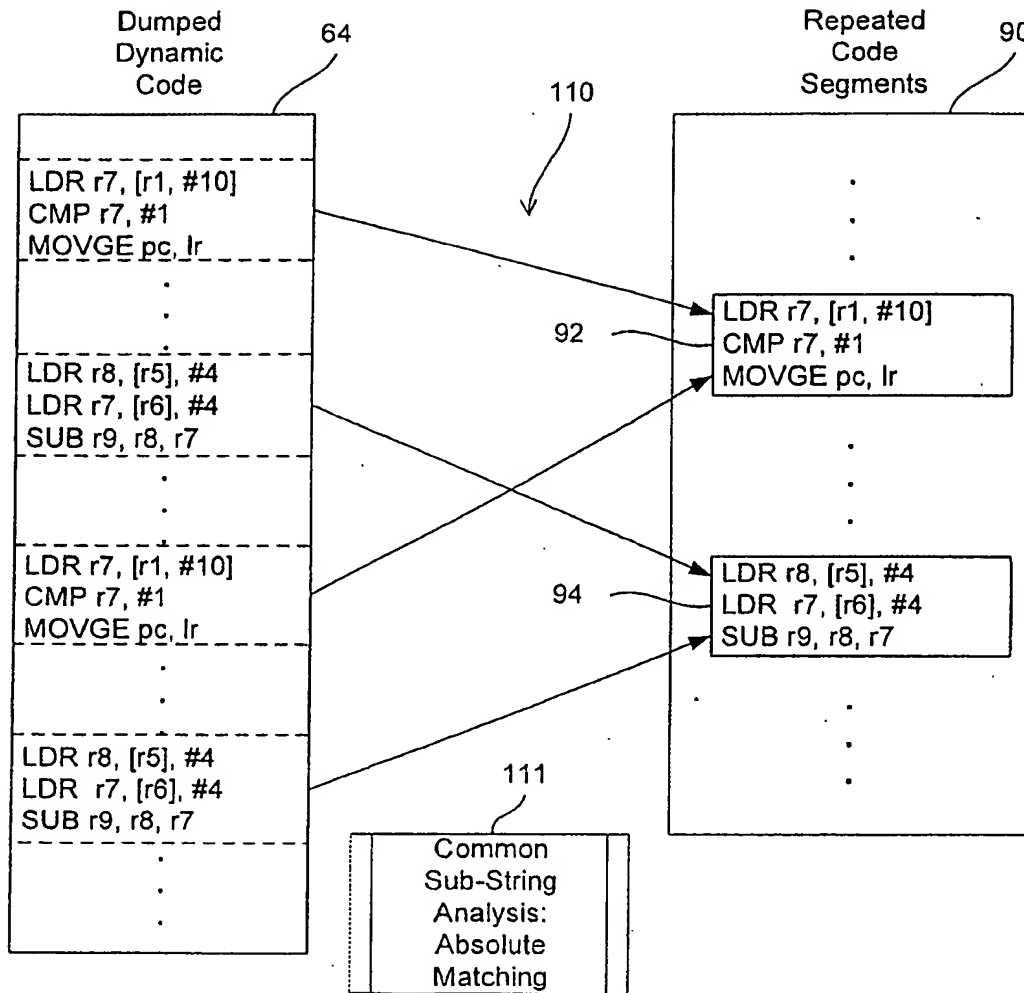 Dumped
Dynamic
Code
64
110
Repeated
Code
Segments
90
LDR r7, [r1, #10]
CMP r7, #1
MOVGE pc, lr
LDR r8, [r5], #4
LDR r7, [r6], #4
SUB r9, r8, r7
LDR r7, [r1, #10]
CMP r7, #1
MOVGE pc, lr
LDR r8, [r5], #4
LDR r7, [r6], #4
SUB r9, r8, r7
92
LDR r7, [r1, #10]
CMP r7, #1
MOVGE pc, lr
94
LDR r8, [r5], #4
LDR r7, [r6], #4
SUB r9, r8, r7
111
Common
Sub-String
Analysis:
Absolute
Matching